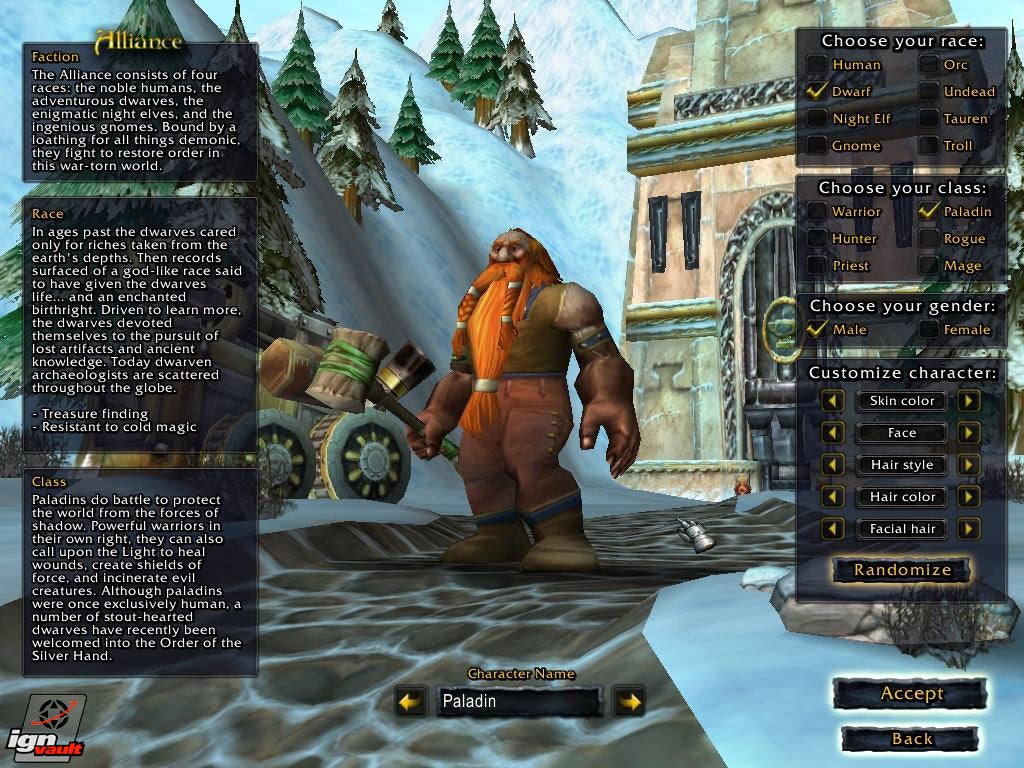 Alliance
Faction
The Alliance consists of four
races: the noble humans, the
adventurous dwarves, the
enigmatic night elves, and the
ingenious gnomes. Bound by a
loathing for all things demonic,
they fight to restore order in
this war-torn world.
Race
In ages past the dwarves cared
only for riches taken from the
earth's depths. Then records
surfaced of a god-like race said
to have given the dwarves
life... and an enchanted
birthright. Driven to learn more,
the dwarves devoted
themselves to the pursuit of
lost artifacts and ancient
knowledge. Today dwarven
archaeologists are scattered
throughout the globe.
- Treasure finding
- Resistant to cold magic
Class
Paladins do battle to protect
the world from the forces of
shadow. Powerful warriors in
their own right, they can also
call upon the Light to heal
wounds, create shields of
force, and incinerate evil
creatures. Although paladins
were once exclusively human, a
number of stout-hearted
dwarves have recently been
welcomed into the Order of the
Silver Hand.
ign vault
Character Name
Paladin
Choose your race:
Human Orc
Dwarf Undead
Night Elf Tauren
Gnome Troll
Choose your class:
Warrior Paladin
Hunter Rogue
Priest Mage
Choose your gender:
Male Female
Customize character:
Skin color
Face
Hair style
Hair color
Facial hair
Randomize
Accept
Back